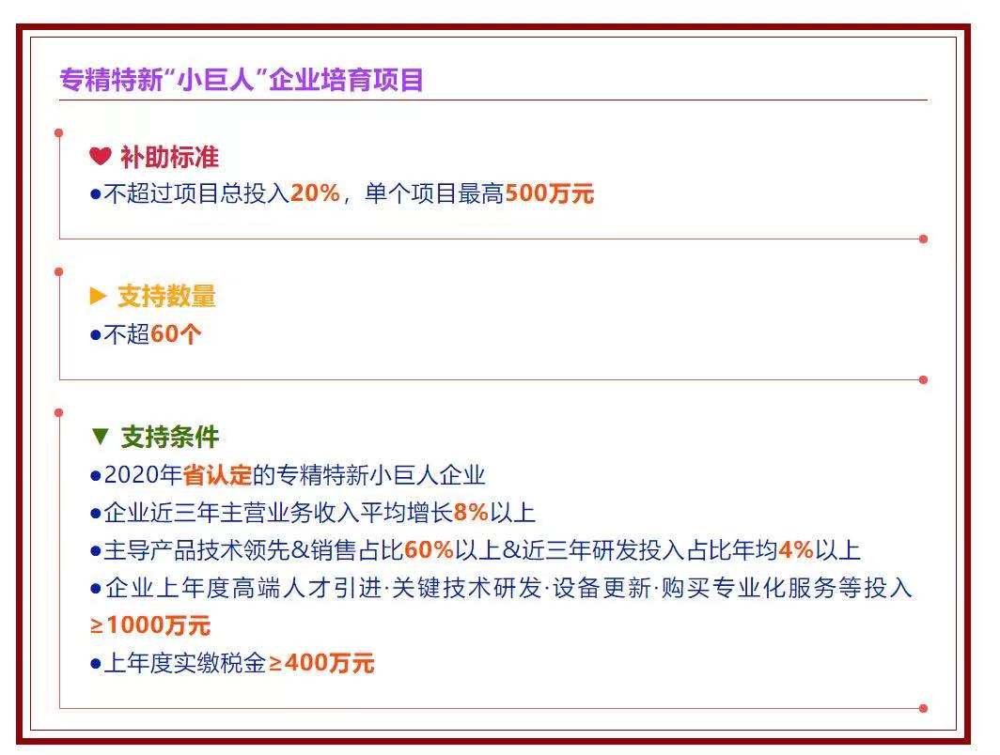 专精特新“小巨人”企业培育项目
♥ 补助标准
●不超过项目总投入20%，单个项目最高500万元
▶ 支持数量
●不超60个
▼ 支持条件
●2020年省认定的专精特新小巨人企业
●企业近三年主营业务收入平均增长8%以上
●主导产品技术领先&销售占比60%以上&近三年研发投入占比年均4%以上
●企业上年度高端人才引进·关键技术研发·设备更新·购买专业化服务等投入
≥1000万元
●上年度实缴税金≥400万元